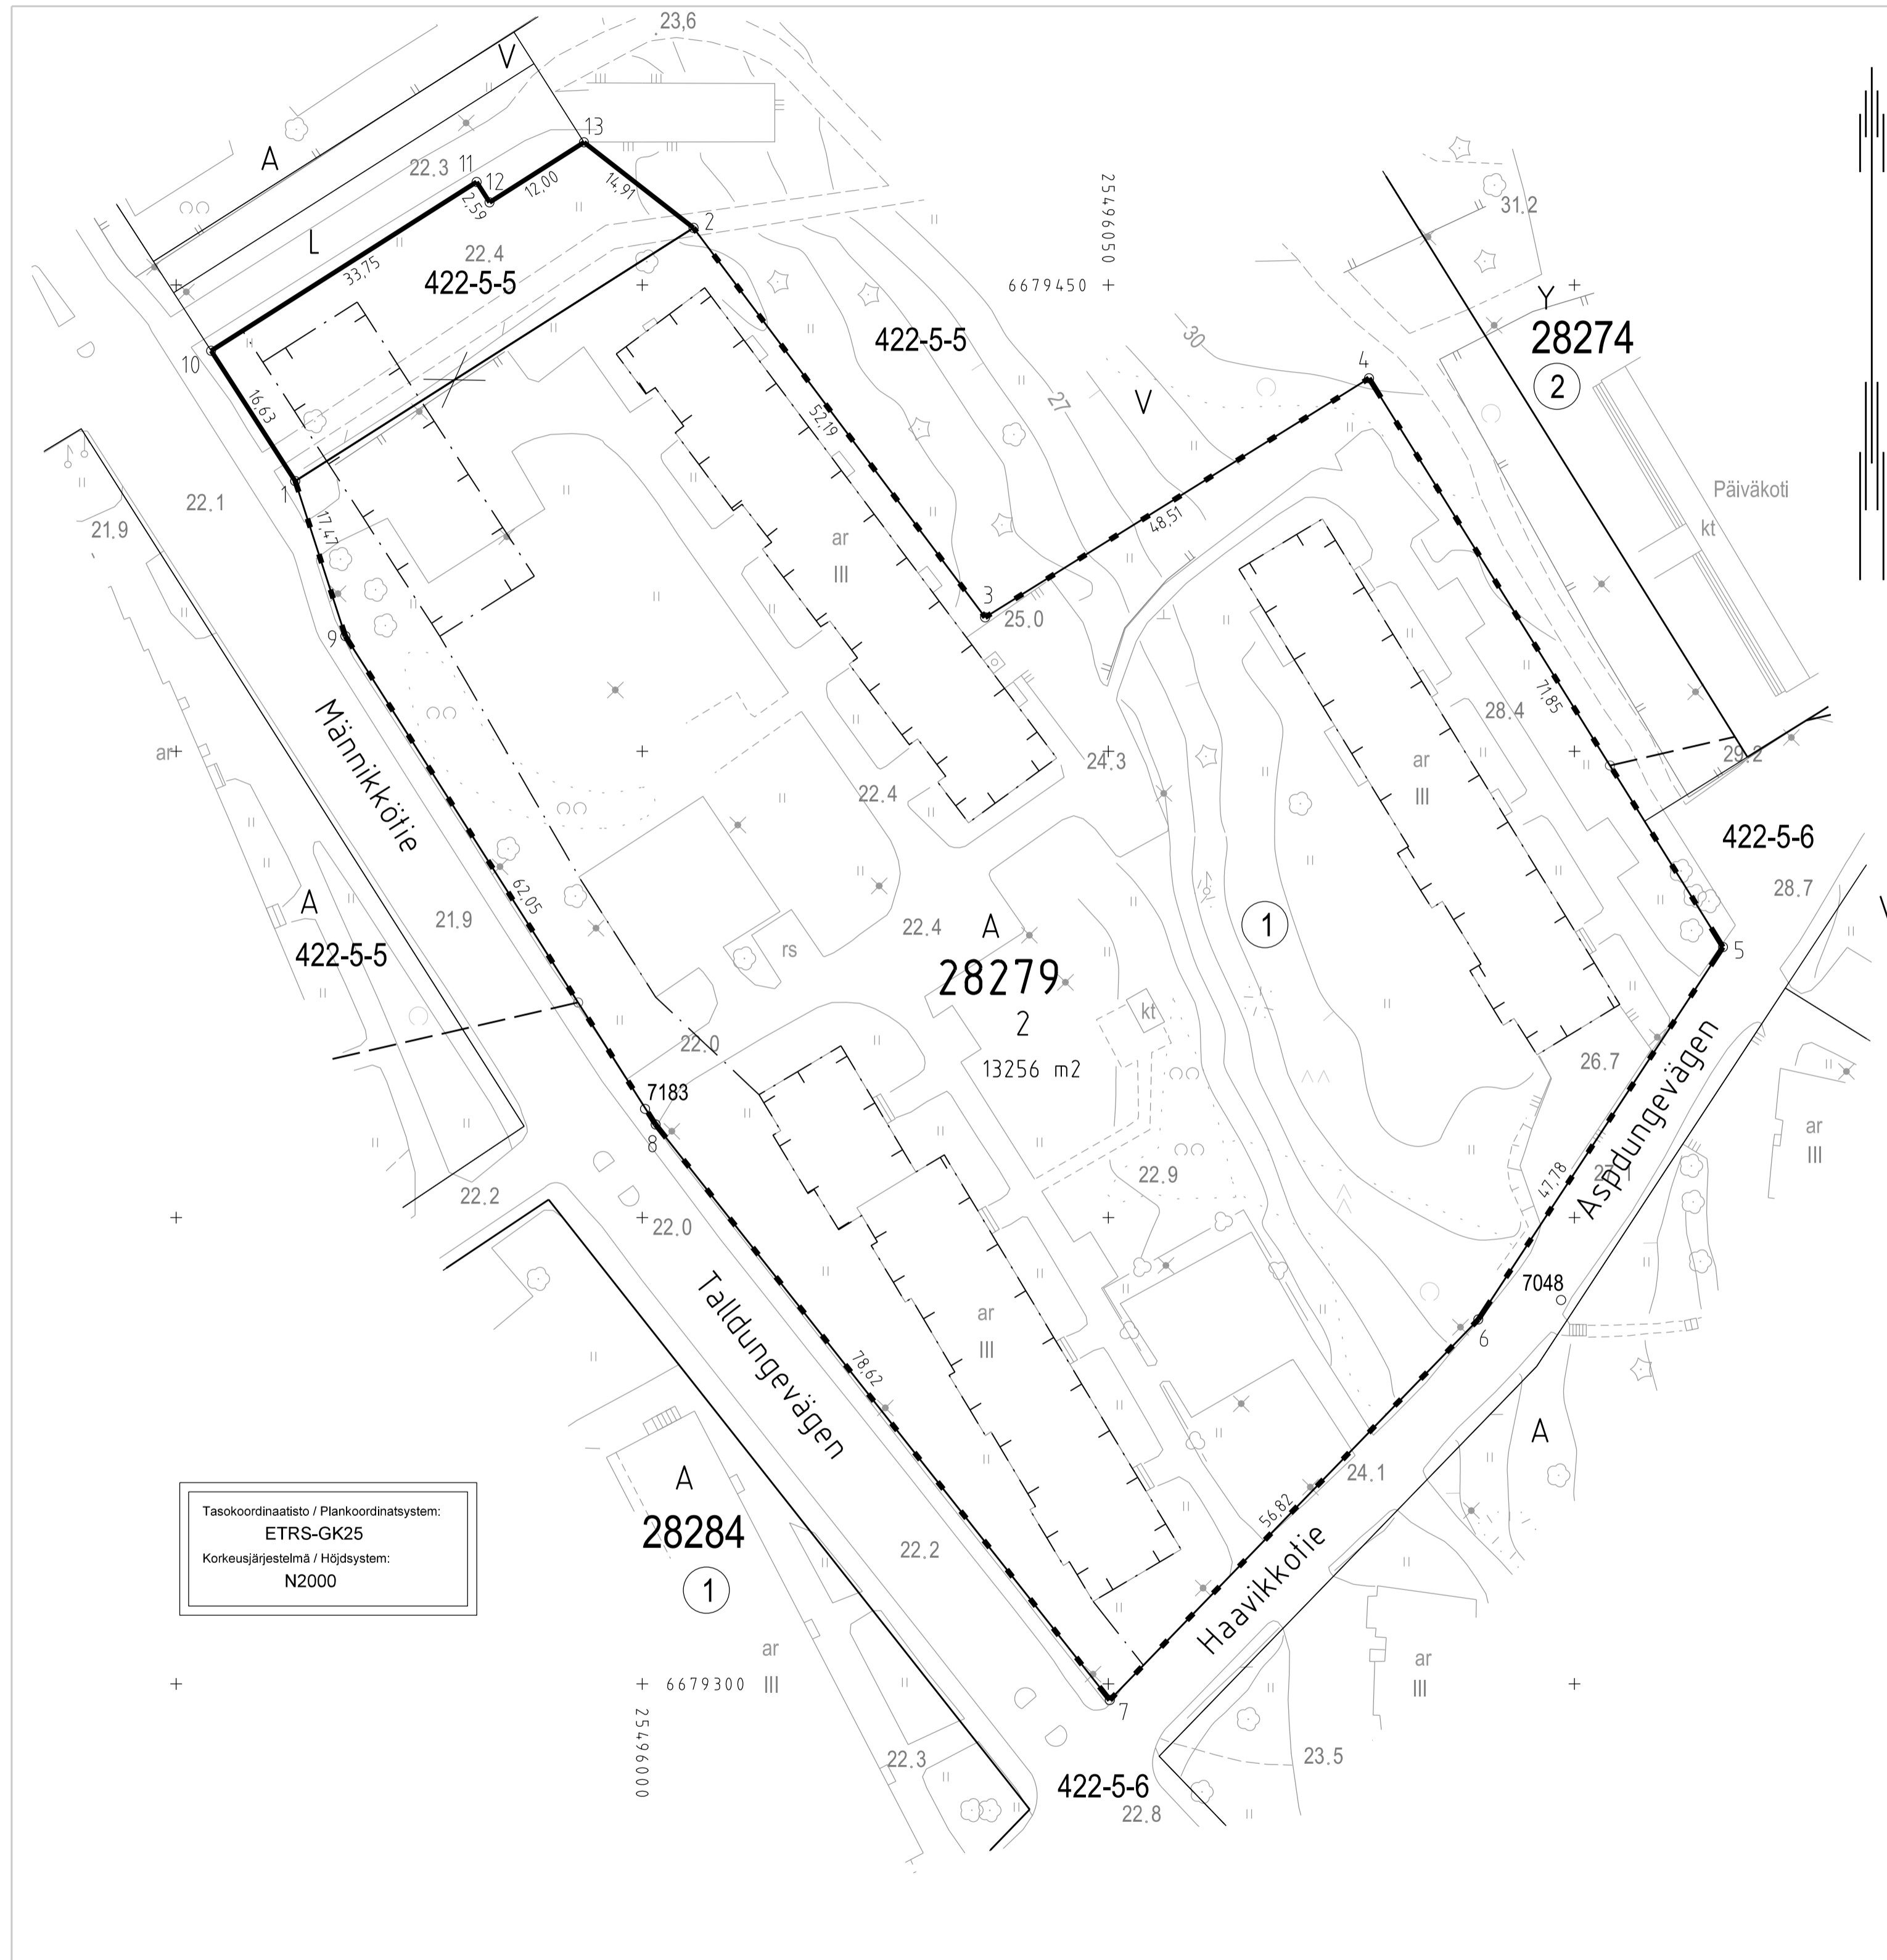 23,6
V
A
22.3
13
11
12
12,00
2,59
14,91
L
22.4
33,75
422-5-5
2
10
16,63
1
17,47
9
22.1
21.9
25496050
6679450
422-5-5
52,19
ar
III
3
25.0
27
30
V
48,51
4
31.2
Y
28274
2
Päiväkoti
kt
28.4
71,85
ar
III
29.2
422-5-6
28.7
5
ar
Männikkötie
A
422-5-5
21.9
62,05
24.3
22.4
rs
22.4
A
28279
2
13256 m2
1
kt
22.0
7183
8
22.2
22.0
22.9
26.7
Aspdungevägen
47,78
ar
III
7048
6
Talldungevägen
78,62
ar
III
24.1
A
56,82
Haavikkotie
22.2
A
28284
1
ar
III
Tasokoordinaatisto / Plankoordinatsystem:
ETRS-GK25
Korkeusjärjestelmä / Höjdsystem:
N2000
6679300
25496000
7
ar
III
22.3
422-5-6
22.8
23.5